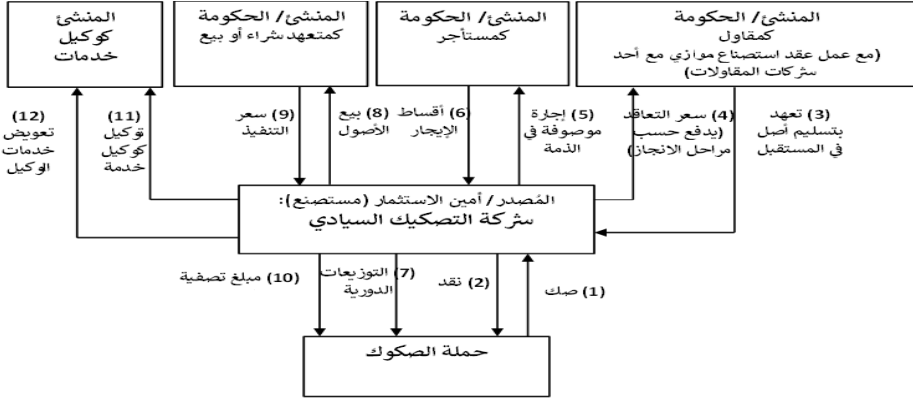 المنشئ/ الحكومة
كمقاول
(مع عمل عقد استصناع موازي مع أحد
شركات المقاولات)
المنشئ/ الحكومة
كمستأجر
المنشئ/ الحكومة
كمتعهد شراء أو بيع
المنشئ
كوكيل
خدمات
(3) تعهد
بتسليم أصل
في المستقبل
(4) سعر التعاقد
(يدفع حسب
مراحل الانجاز)
(5) إجارة
موصوفة في
الذمة
(6) أقساط
الإيجار
(8) بيع
الأصول
(9) سعر
التنفيذ
(11)
توكيل
كوكيل
خدمة
(12)
تعويض
خدمات
الوكيل
المُصدر/ أمين الاستثمار (مستصنع):
شركة التصكيك السيادي
(1) صك
(2) نقد
(7) التوزيعات
الدورية
(10) مبلغ تصفية
حملة الصكوك